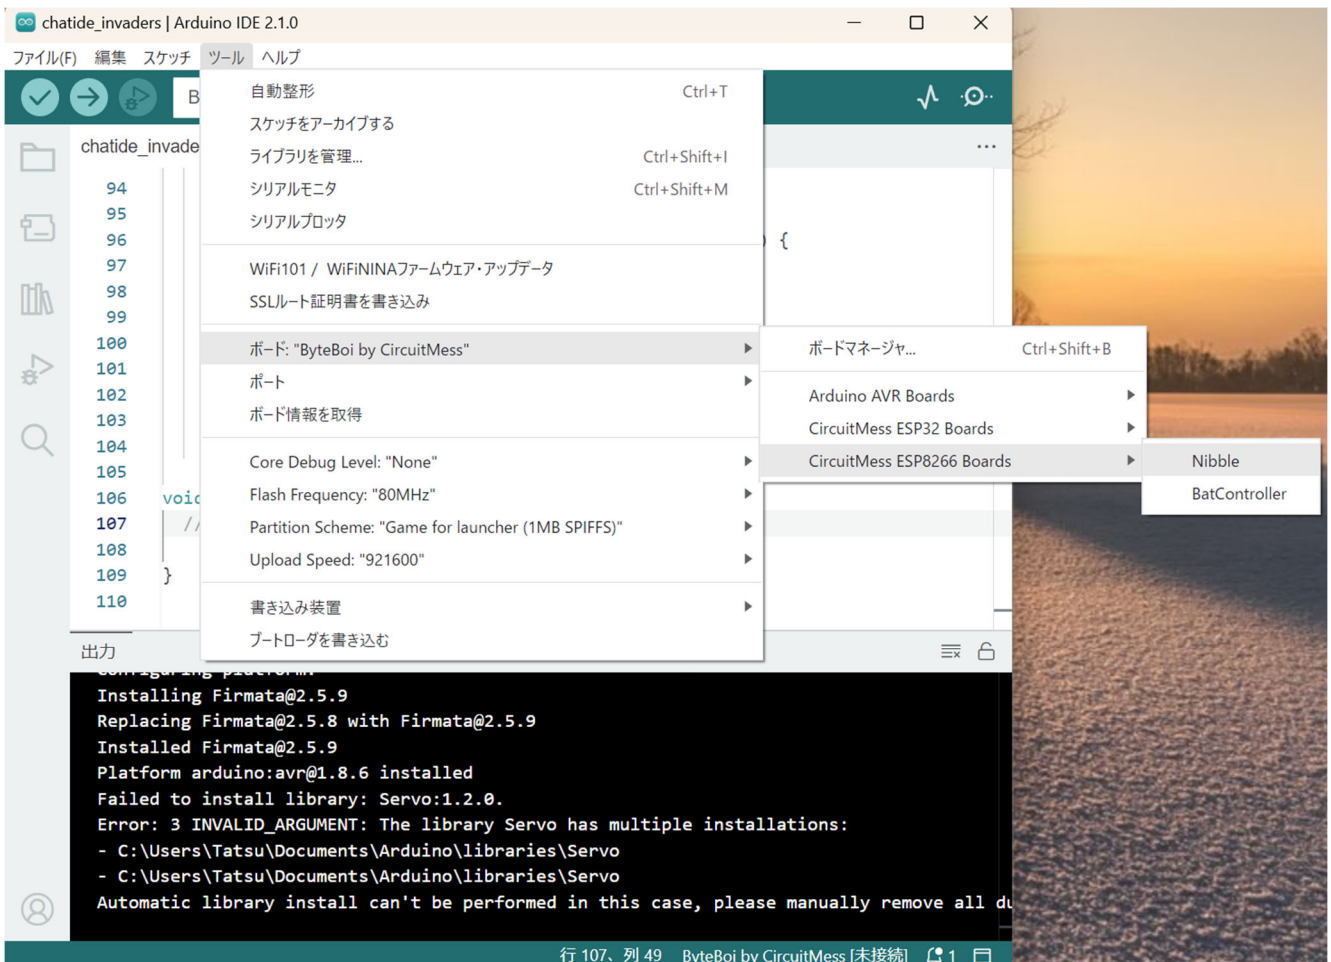 chatide_invaders | Arduino IDE 2.1.0
ファイル(F) 編集 スケッチ ツール ヘルプ
B
chatide_invade
自動整形 Ctrl+T
スケッチをアーカイブする
ライブラリを管理... Ctrl+Shift+I
シリアルモニタ Ctrl+Shift+M
シリアルプロッタ
WiFi101 / WiFiNINAファームウェア・アップデータ
SSLルート証明書を書き込み
ボード: "ByteBoi by CircuitMess"
ポート
ボード情報を取得
Core Debug Level: "None"
Flash Frequency: "80MHz"
Partition Scheme: "Game for launcher (1MB SPIFFS)"
Upload Speed: "921600"
書き込み装置
ブートローダを書き込む
ボードマネージャ... Ctrl+Shift+B
Arduino AVR Boards
CircuitMess ESP32 Boards
CircuitMess ESP8266 Boards
Nibble
BatController
94
95
96 ) {
97
98
99
100
101
102
103
104
105
106 voi
107 //
108
109 }
110
出力
Configuring platform.
Installing Firmata@2.5.9
Replacing Firmata@2.5.8 with Firmata@2.5.9
Installed Firmata@2.5.9
Platform arduino:avr@1.8.6 installed
Failed to install library: Servo:1.2.0.
Error: 3 INVALID_ARGUMENT: The library Servo has multiple installations:
- C:\Users\Tatsu\Documents\Arduino\libraries\Servo
- C:\Users\Tatsu\Documents\Arduino\libraries\Servo
Automatic library install can't be performed in this case, please manually remove all du
行 107、列 49 ByteBoi by CircuitMess [未接続] 1